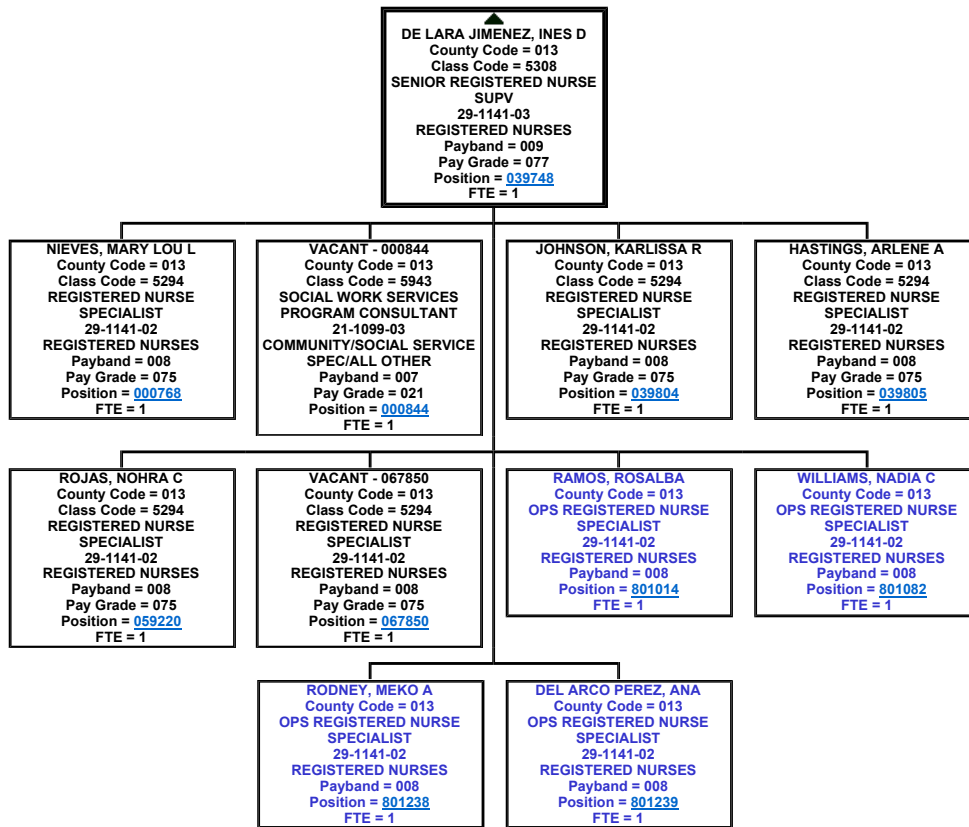 DE LARA JIMENEZ, INES D
County Code = 013
Class Code = 5308
SENIOR REGISTERED NURSE
SUPV
29-1141-03
REGISTERED NURSES
Payband = 009
Pay Grade = 077
Position = 039748
FTE = 1
NIEVES, MARY LOU L
County Code = 013
Class Code = 5294
REGISTERED NURSE
SPECIALIST
29-1141-02
REGISTERED NURSES
Payband = 008
Pay Grade = 075
Position = 000768
FTE = 1
VACANT - 000844
County Code = 013
Class Code = 5943
SOCIAL WORK SERVICES
PROGRAM CONSULTANT
21-1099-03
COMMUNITY/SOCIAL SERVICE
SPEC/ALL OTHER
Payband = 007
Pay Grade = 021
Position = 000844
FTE = 1
JOHNSON, KARLISSA R
County Code = 013
Class Code = 5294
REGISTERED NURSE
SPECIALIST
29-1141-02
REGISTERED NURSES
Payband = 008
Pay Grade = 075
Position = 039804
FTE = 1
HASTINGS, ARLENE A
County Code = 013
Class Code = 5294
REGISTERED NURSE
SPECIALIST
29-1141-02
REGISTERED NURSES
Payband = 008
Pay Grade = 075
Position = 039805
FTE = 1
ROJAS, NOHRA C
County Code = 013
Class Code = 5294
REGISTERED NURSE
SPECIALIST
29-1141-02
REGISTERED NURSES
Payband = 008
Pay Grade = 075
Position = 059220
FTE = 1
VACANT - 067850
County Code = 013
Class Code = 5294
REGISTERED NURSE
SPECIALIST
29-1141-02
REGISTERED NURSES
Payband = 008
Pay Grade = 075
Position = 067850
FTE = 1
RAMOS, ROSALBA
County Code = 013
OPS REGISTERED NURSE
SPECIALIST
29-1141-02
REGISTERED NURSES
Payband = 008
Position = 801014
FTE = 1
WILLIAMS, NADIA C
County Code = 013
OPS REGISTERED NURSE
SPECIALIST
29-1141-02
REGISTERED NURSES
Payband = 008
Position = 801082
FTE = 1
RODNEY, MEKO A
County Code = 013
OPS REGISTERED NURSE
SPECIALIST
29-1141-02
REGISTERED NURSES
Payband = 008
Position = 801238
FTE = 1
DEL ARCO PEREZ, ANA
County Code = 013
OPS REGISTERED NURSE
SPECIALIST
29-1141-02
REGISTERED NURSES
Payband = 008
Position = 801239
FTE = 1